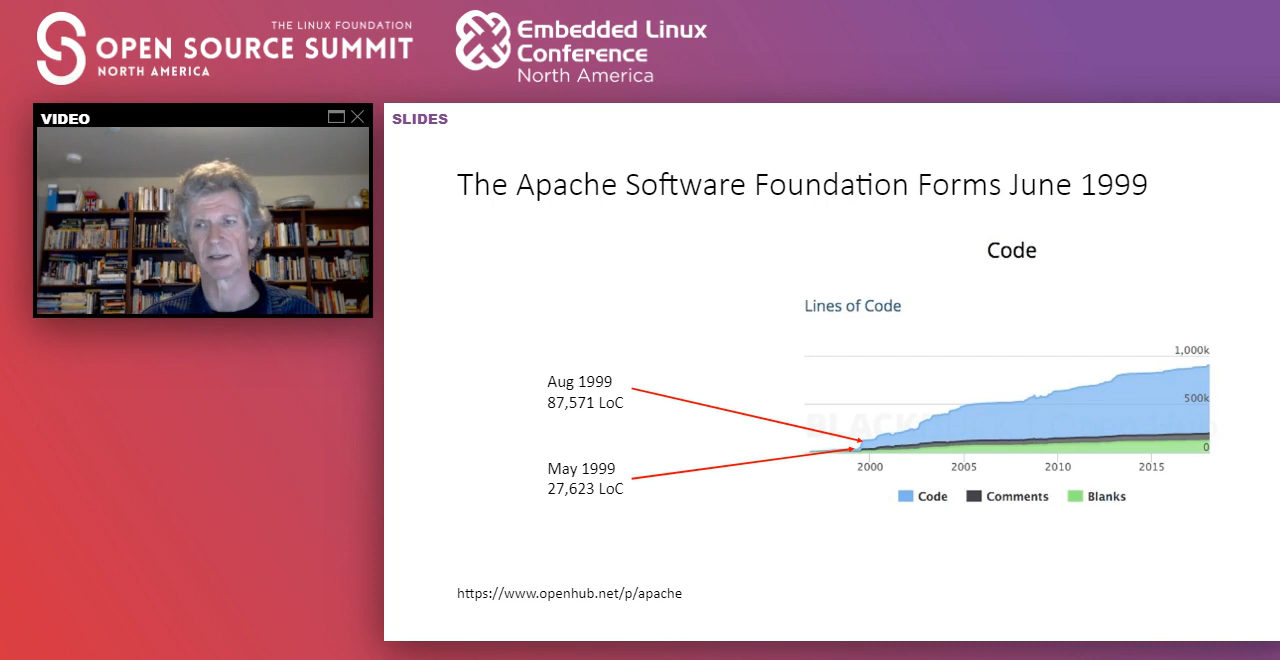 THE LINUX FOUNDATION
OPEN SOURCE SUMMIT
NORTH AMERICA
Embedded Linux
Conference
North America
VIDEO
SLIDES
The Apache Software Foundation Forms June 1999
Code
Lines of Code
1,000k
500k
0
Aug 1999
87,571 LoC
May 1999
27,623 LoC
2000 2005 2010 2015
Code Comments Blanks
https://www.openhub.net/p/apache